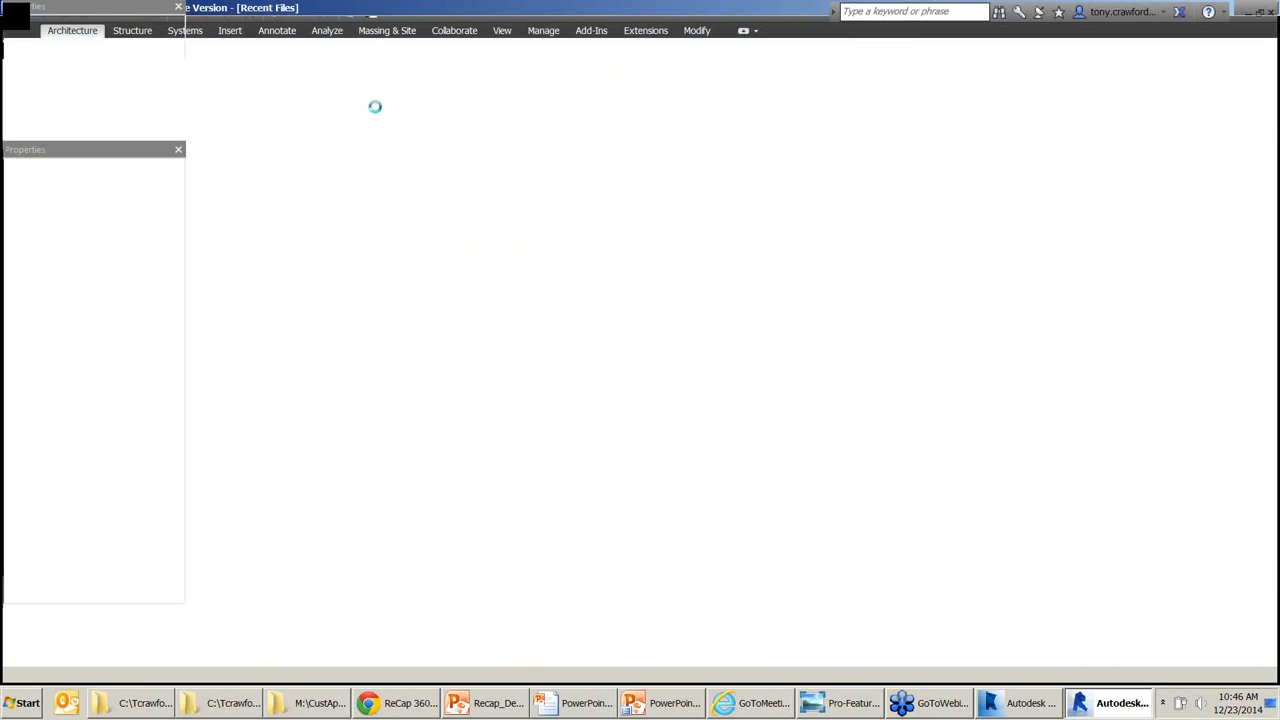 rties
e Version - [Recent Files]
Type a keyword or phrase
tony.crawford...
Architecture Structure Systems Insert Annotate Analyze Massing & Site Collaborate View Manage Add-Ins Extensions Modify
Properties
Start
C:\Tcrawfo...
C:\Tcrawfo...
M:\CustAp...
ReCap 360...
Recap_De...
PowerPoin...
PowerPoin...
GoToMeeti...
Pro-Featur...
GoToWebi...
Autodesk ...
Autodesk...
10:46 AM
12/23/2014